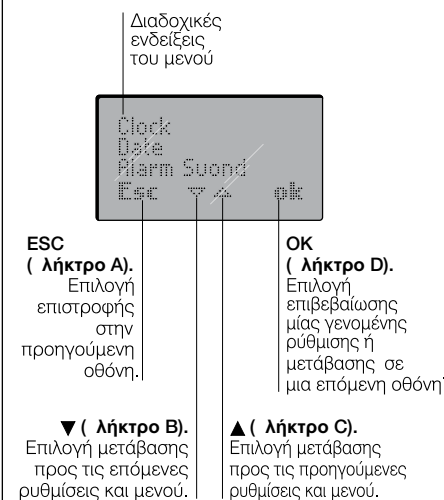 Διαδοχικές
ενδείξεις
του μενού
Clock
Date
Alarm Suond
Esc ▽ △ ok
ESC
( λήκτρο A).
Επιλογή
επιστροφής
στην
προηγούμενη
οθόνη.
OK
( λήκτρο D).
Επιλογή
επιβεβαίωσης
μίας γενομένης
ρύθμισης ή
μετάβασης σε
μια επόμενη οθόνη
▼ ( λήκτρο B).
Επιλογή μετάβασης
προς τις επόμενες
ρυθμίσεις και μενού.
▲ ( λήκτρο C).
Επιλογή μετάβασης
προς τις προηγούμενες
ρυθμίσεις και μενού.